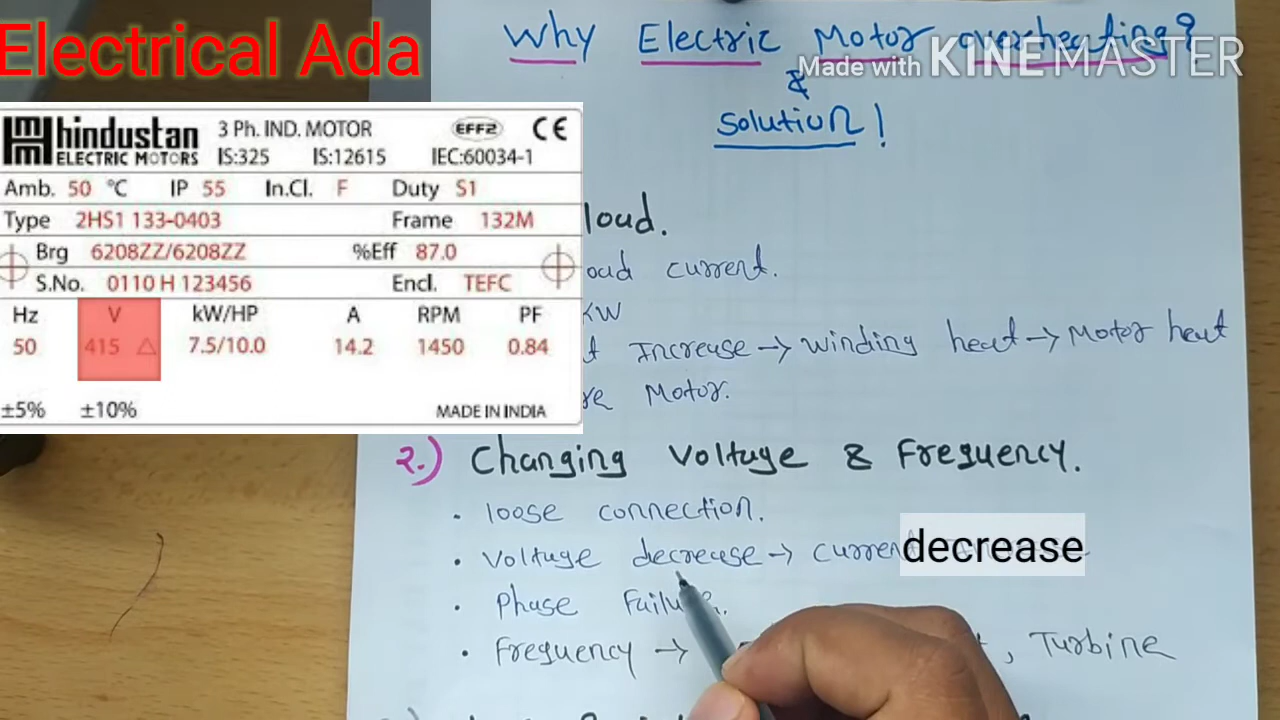 Electrical Ada
Why Electric Motor overheating?
Made with KINEMASTER
&
Solution!
hindustan
ELECTRIC MOTORS
3 Ph. IND. MOTOR
EFF2
CE
IS:325 IS:12615 IEC:60034-1
Amb. 50 °C IP 55 In.Cl. F Duty S1
Type 2HS1 133-0403 Frame 132M
Brg 6208ZZ/6208ZZ %Eff 87.0
S.No. 0110 H 123456 Encl. TEFC
Hz V kW/HP A RPM PF
50 415 △ 7.5/10.0 14.2 1450 0.84
±5% ±10% MADE IN INDIA
load.
oad current.
KW
t Increase → winding heat → Motor heat
re Motor.
2.) Changing Voltage & Frequency.
· loose connection.
· Voltage decrease → curren
decrease
· Phase Failure.
· Frequency → , Turbine